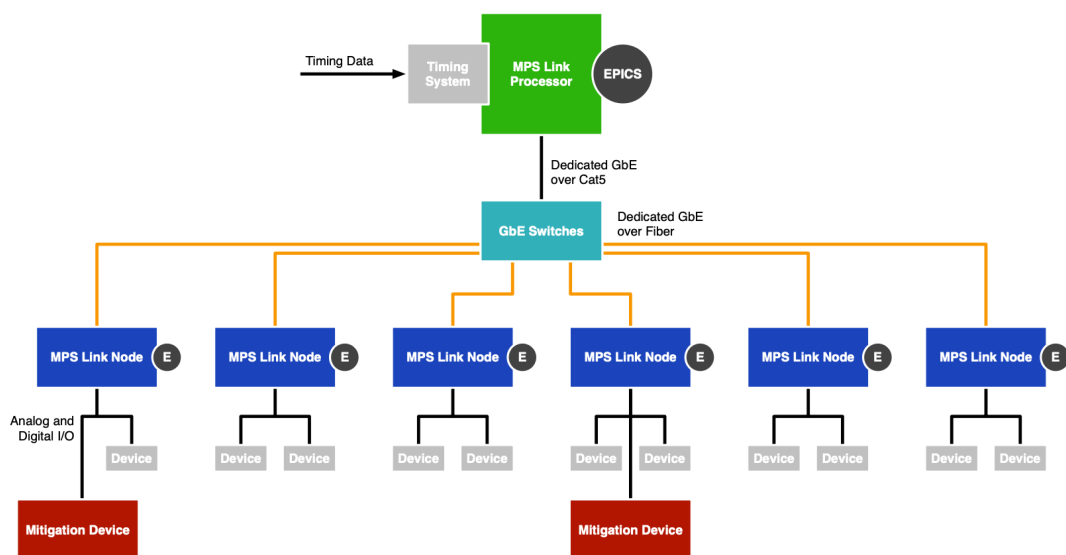 Timing Data
Timing
System
MPS Link
Processor
EPICS
Dedicated GbE
over Cat5
GbE Switches
Dedicated GbE
over Fiber
MPS Link Node
E
MPS Link Node
E
MPS Link Node
E
MPS Link Node
E
MPS Link Node
E
MPS Link Node
E
Analog and
Digital I/O
Device
Device
Device
Device
Device
Device
Device
Device
Device
Device
Device
Mitigation Device
Mitigation Device